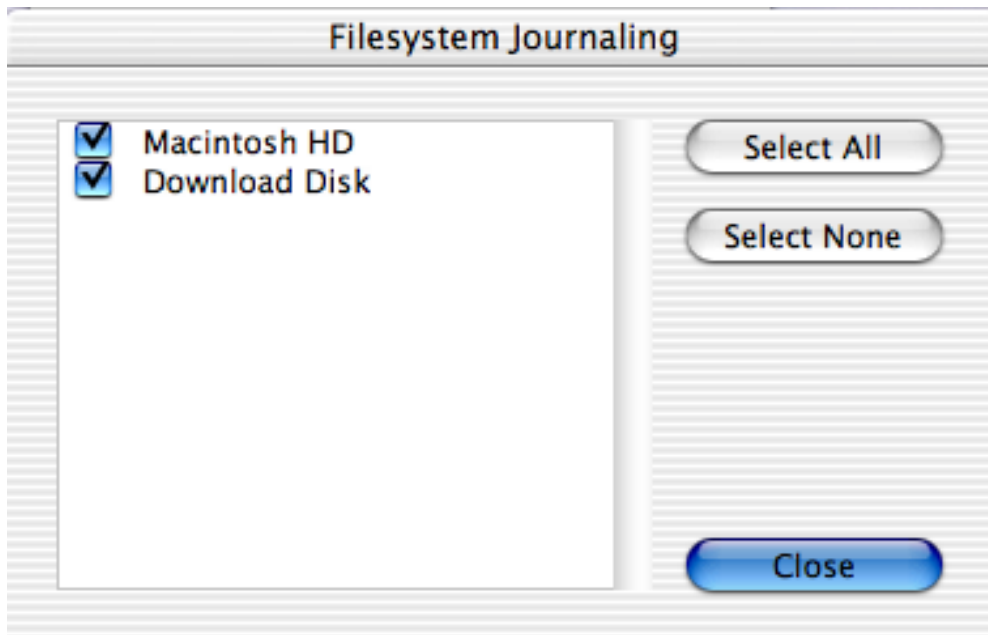 Filesystem Journaling
Macintosh HD
Download Disk
Select All
Select None
Close